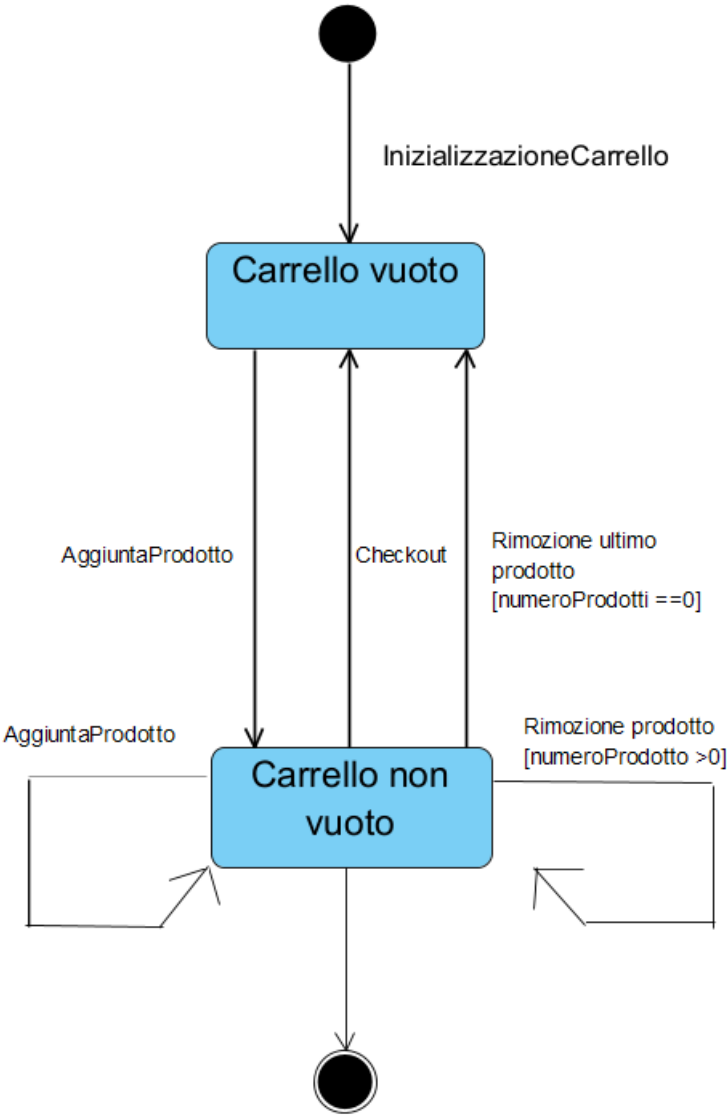 InizializzazioneCarrello
Carrello vuoto
AggiuntaProdotto
Checkout
Rimozione ultimo
prodotto
[numeroProdotti ==0]
AggiuntaProdotto
Rimozione prodotto
[numeroProdotto >0]
Carrello non
vuoto